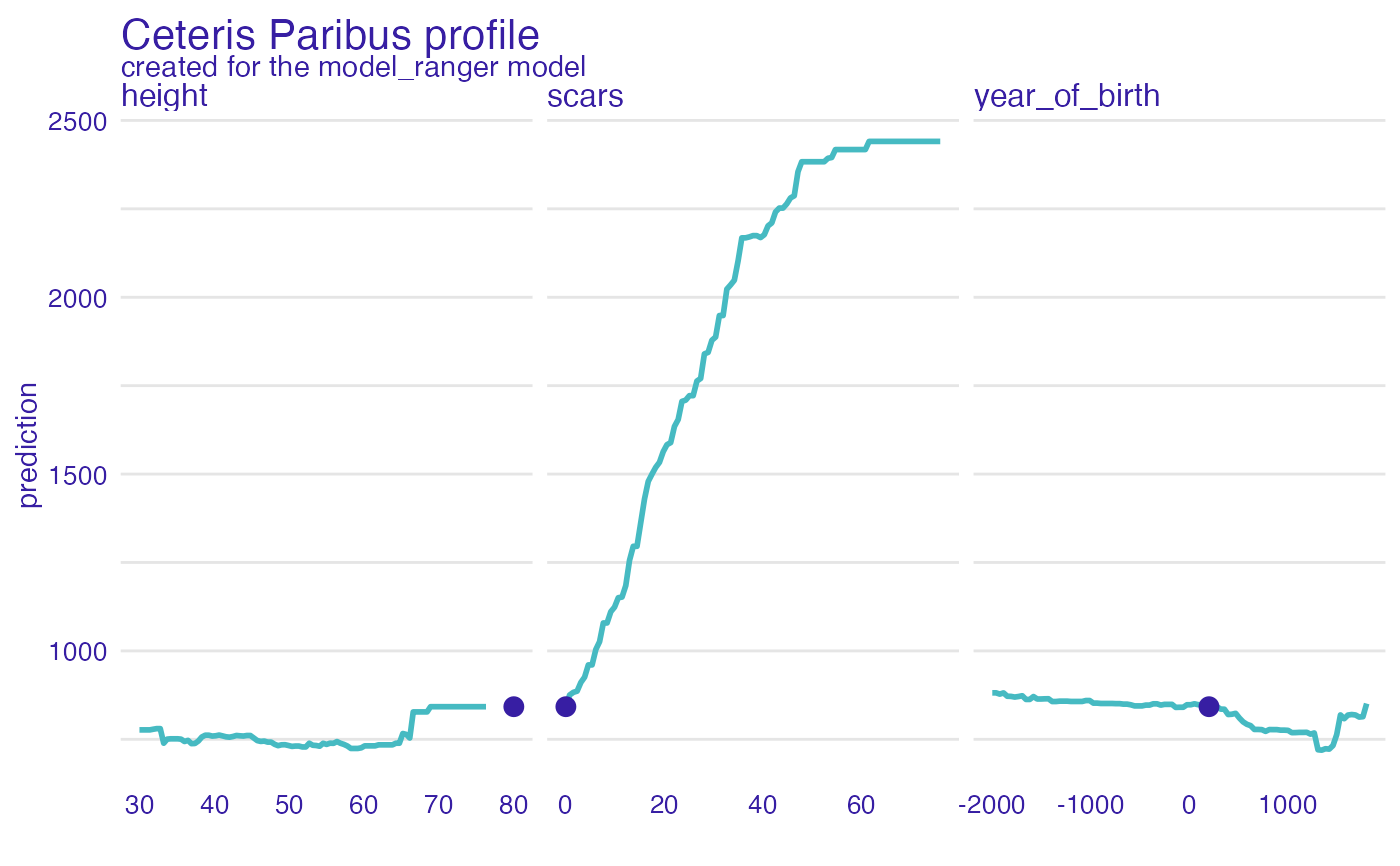 Ceteris Paribus profile
created for the model_ranger model
height scars year_of_birth
2500
2000
1500
1000
prediction
30 40 50 60 70 80 0 20 40 60 -2000 -1000 0 1000